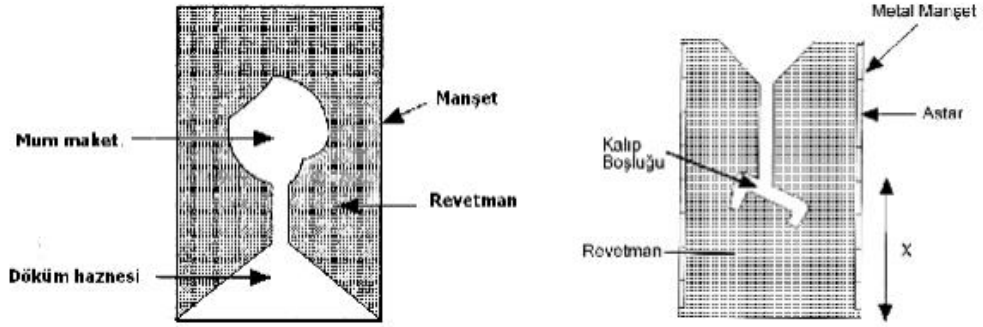 Mum maket
Manşet
Revetman
Döküm haznesi
Metal Manşet
Astar
Kalıp
Boşluğu
Revetman
X